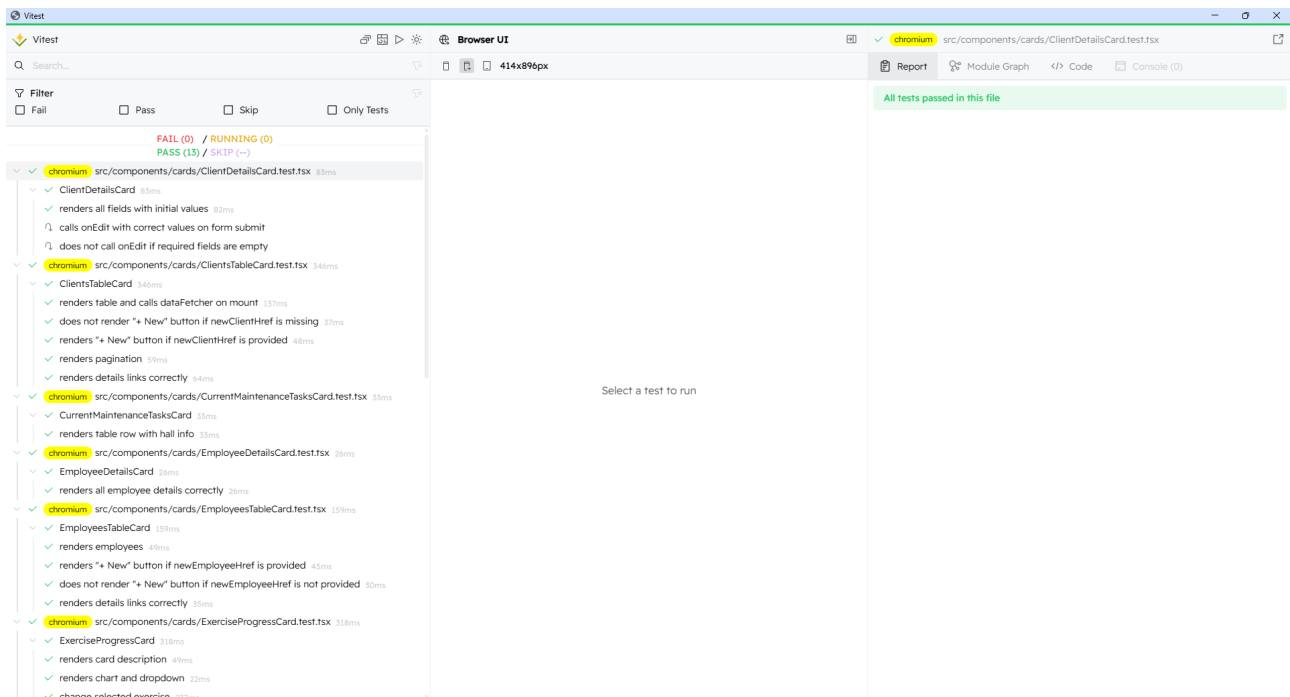 Vitest
Vitest
Search...
Filter
Fail
Pass
Skip
Only Tests
FAIL (0) / RUNNING (0)
PASS (13) / SKIP (--)
chromium src/components/cards/ClientDetailsCard.test.tsx 83ms
ClientDetailsCard 83ms
renders all fields with initial values 82ms
calls onEdit with correct values on form submit
does not call onEdit if required fields are empty
chromium src/components/cards/ClientsTableCard.test.tsx 346ms
ClientsTableCard 346ms
renders table and calls dataFetcher on mount 137ms
does not render "+ New" button if newClientHref is missing 37ms
renders "+ New" button if newClientHref is provided 48ms
renders pagination 59ms
renders details links correctly 64ms
chromium src/components/cards/CurrentMaintenanceTasksCard.test.tsx 33ms
CurrentMaintenanceTasksCard 33ms
renders table row with hall info 33ms
chromium src/components/cards/EmployeeDetailsCard.test.tsx 26ms
EmployeeDetailsCard 26ms
renders all employee details correctly 26ms
chromium src/components/cards/EmployeesTableCard.test.tsx 159ms
EmployeesTableCard 159ms
renders employees 49ms
renders "+ New" button if newEmployeeHref is provided 45ms
does not render "+ New" button if newEmployeeHref is not provided 30ms
renders details links correctly 35ms
chromium src/components/cards/ExerciseProgressCard.test.tsx 318ms
ExerciseProgressCard 318ms
renders card description 49ms
renders chart and dropdown 22ms
change selected exercise
Browser UI
414x896px
Select a test to run
chromium src/components/cards/ClientDetailsCard.test.tsx
Report
Module Graph
</> Code
Console (0)
All tests passed in this file